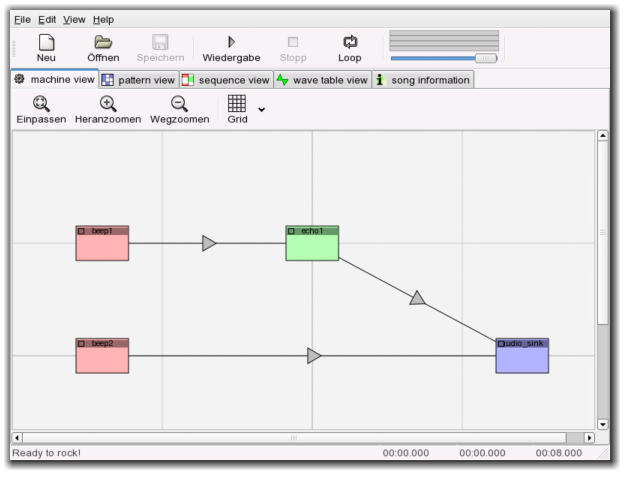 File Edit View Help
Neu Öffnen Speichern Wiedergabe Stopp Loop
machine view pattern view sequence view wave table view song information
Einpassen Heranzoomen Wegzoomen Grid
beep1 echo1
beep2 udio_sink
Ready to rock! 00:00.000 00:00.000 00:08.000